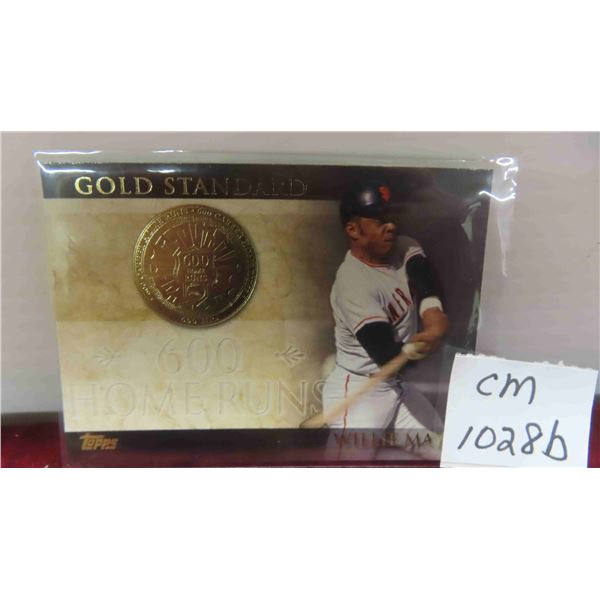 GOLD STANDARD
600
HOME RUNS
600
HOME RUNS
Topps
WILLIE MA
CM
1028b